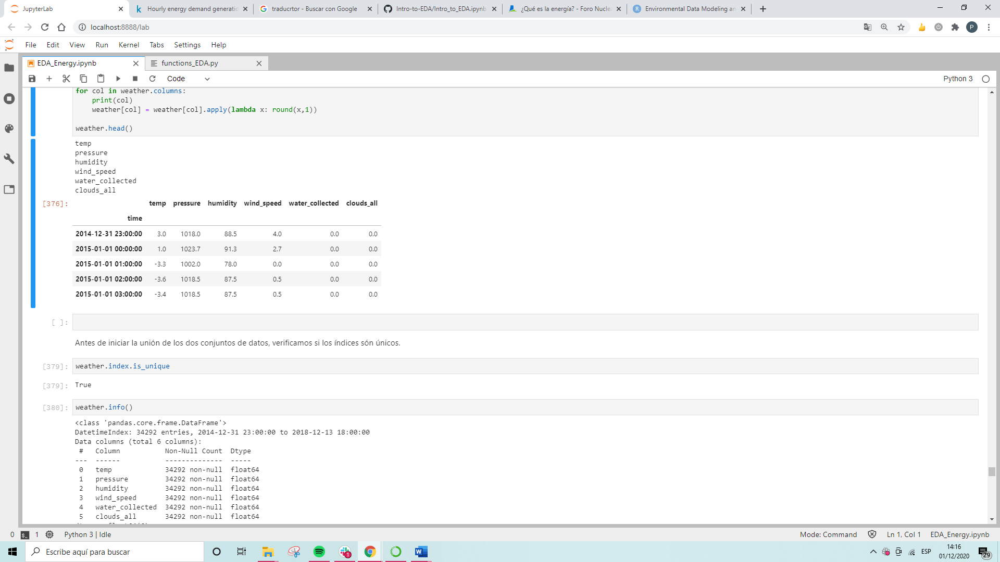 JupyterLab
Hourly energy demand generatic
traducrtor - Buscar con Google
Intro-to-EDA/Intro_to_EDA.ipynb
¿Qué es la energía? - Foro Nucle
Environmental Data Modeling an
localhost:8888/lab
P
File Edit View Run Kernel Tabs Settings Help
EDA_Energy.ipynb
functions_EDA.py
Code
Python 3
for col in weather.columns:
    print(col)
    weather[col] = weather[col].apply(lambda x: round(x,1))
weather.head()
temp
pressure
humidity
wind_speed
water_collected
clouds_all
[376]:
temp pressure humidity wind_speed water_collected clouds_all
time
2014-12-31 23:00:00 3.0 1018.0 88.5 4.0 0.0 0.0
2015-01-01 00:00:00 1.0 1023.7 91.3 2.7 0.0 0.0
2015-01-01 01:00:00 -3.3 1002.0 78.0 0.0 0.0 0.0
2015-01-01 02:00:00 -3.6 1018.5 87.5 0.5 0.0 0.0
2015-01-01 03:00:00 -3.4 1018.5 87.5 0.5 0.0 0.0
[ ]:
Antes de iniciar la unión de los dos conjuntos de datos, verificamos si los índices són únicos.
[379]: weather.index.is_unique
[379]: True
[380]: weather.info()
<class 'pandas.core.frame.DataFrame'>
DatetimeIndex: 34292 entries, 2014-12-31 23:00:00 to 2018-12-13 18:00:00
Data columns (total 6 columns):
 #   Column           Non-Null Count  Dtype
---  ------           --------------  -----
 0   temp             34292 non-null  float64
 1   pressure         34292 non-null  float64
 2   humidity         34292 non-null  float64
 3   wind_speed       34292 non-null  float64
 4   water_collected  34292 non-null  float64
 5   clouds_all       34292 non-null  float64
0 1 Python 3 | Idle
Mode: Command Ln 1, Col 1 EDA_Energy.ipynb
Escribe aquí para buscar
1
W
ESP
14:16
01/12/2020
29